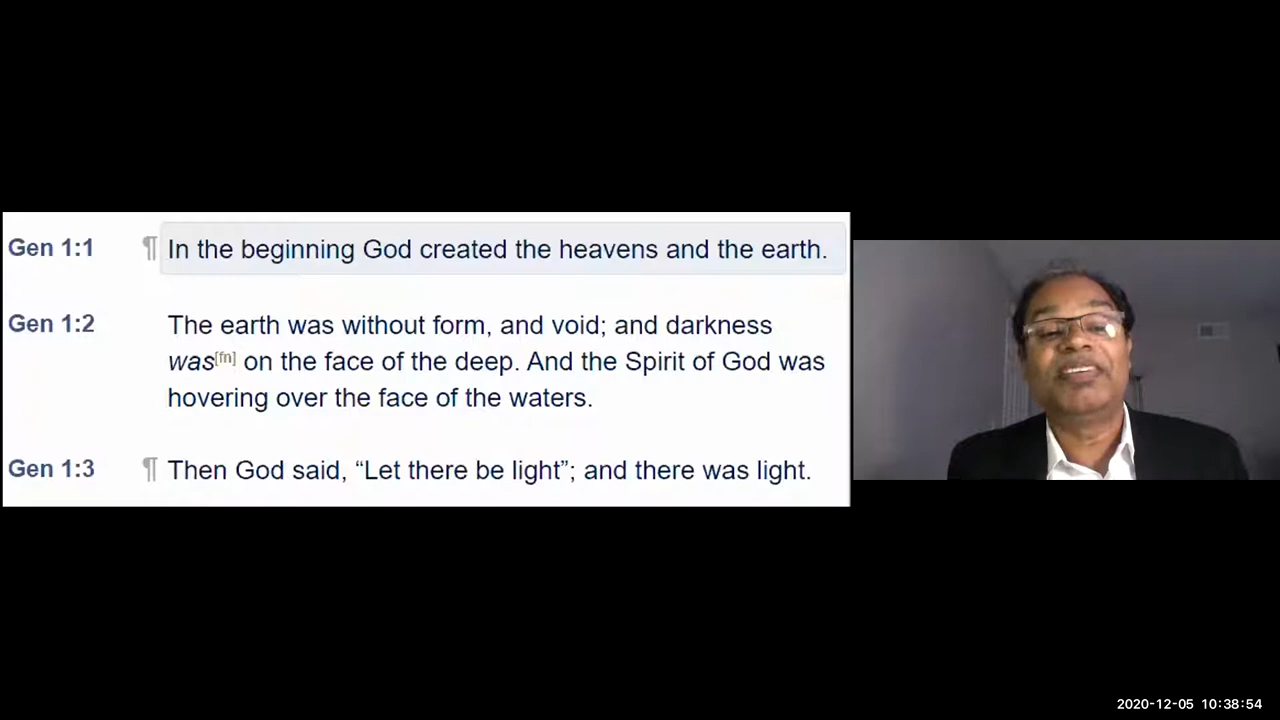 Gen 1:1 ¶ In the beginning God created the heavens and the earth.
Gen 1:2 The earth was without form, and void; and darkness
was[fn] on the face of the deep. And the Spirit of God was
hovering over the face of the waters.
Gen 1:3 ¶ Then God said, “Let there be light”; and there was light.
2020-12-05 10:38:54